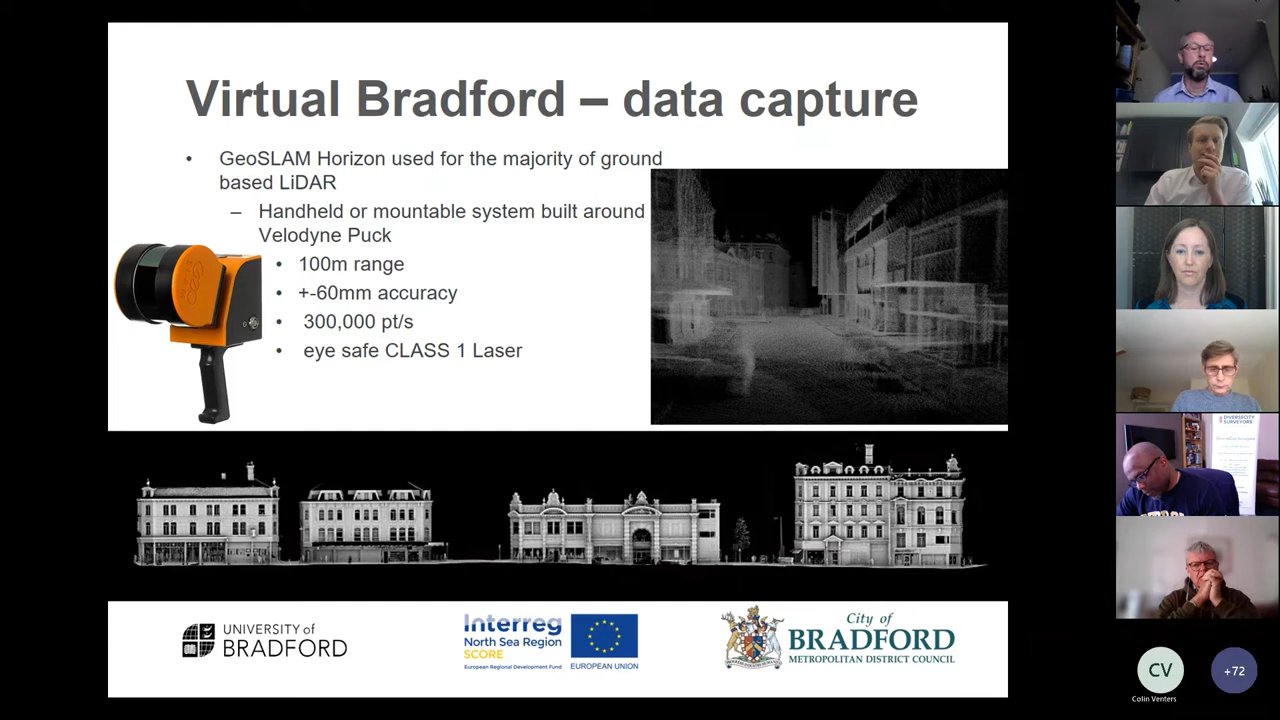 Virtual Bradford – data capture
• GeoSLAM Horizon used for the majority of ground
based LiDAR
– Handheld or mountable system built around
Velodyne Puck
• 100m range
• +-60mm accuracy
• 300,000 pt/s
• eye safe CLASS 1 Laser
UNIVERSITY of
BRADFORD
Interreg
North Sea Region
SCORE
European Regional Development Fund
EUROPEAN UNION
City of
BRADFORD
METROPOLITAN DISTRICT COUNCIL
DIVERSECITY
SURVEYORS
CV
Colin Venters
+72